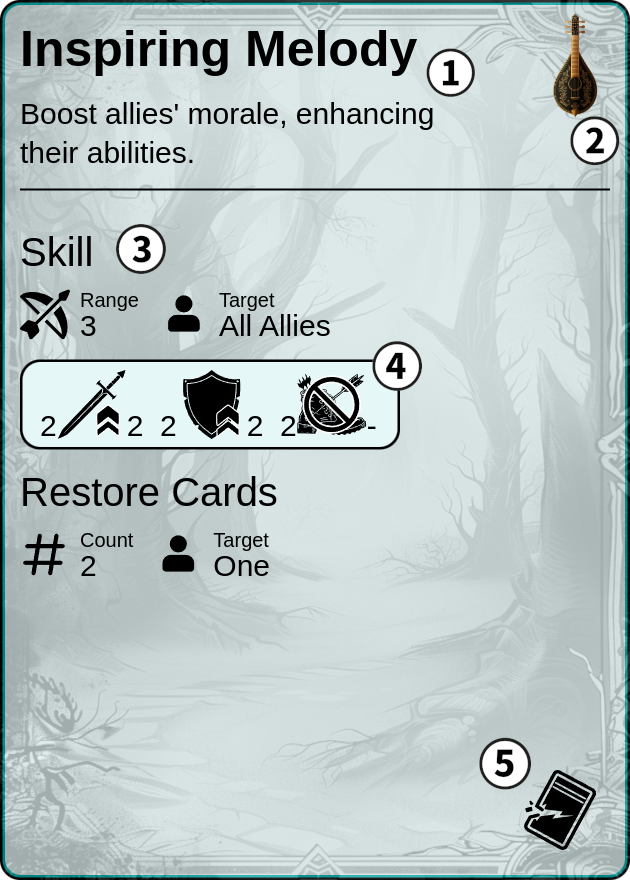 Inspiring Melody
1
Boost allies' morale, enhancing
2
their abilities.
Skill
3
Range
Target
3
All Allies
4
2 2 2 2 2 -
Restore Cards
Count
Target
2
One
5